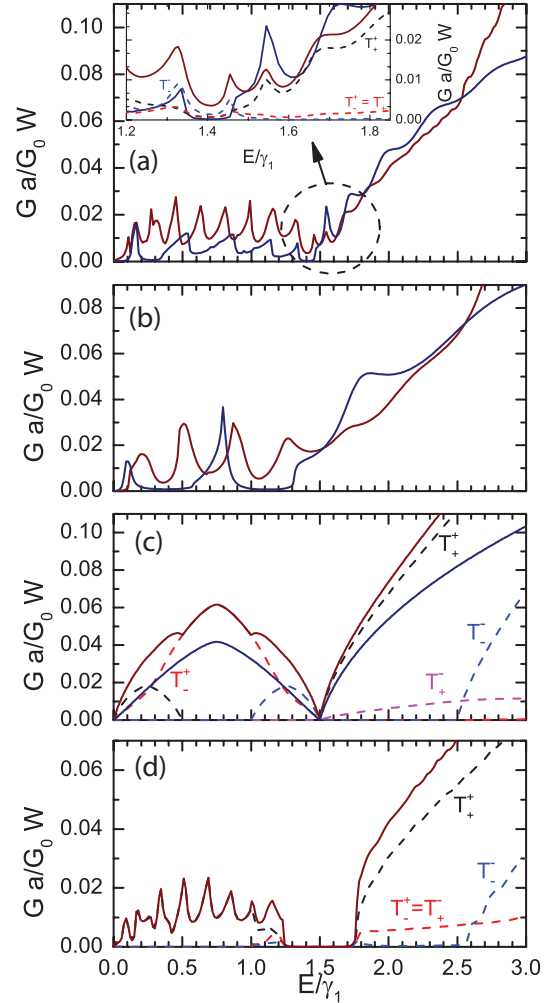 0.10
0.08
0.06
0.04
0.02
0.00
G a/G₀ W
(a)
T₊⁺
T₋⁻
T₋⁺=T₊⁻
0.02
0.01
0.00
G a/G₀ W
1.2 1.4 1.6 1.8
E/γ₁
0.08
0.06
0.04
0.02
0.00
G a/G₀ W
(b)
0.10
0.08
0.06
0.04
0.02
0.00
G a/G₀ W
(c)
T₊⁺
T₋⁺
T₋⁻
T₊⁻
0.06
0.04
0.02
0.00
G a/G₀ W
(d)
T₊⁺
T₋⁻
T₋⁺=T₊⁻
0.0 0.5 1.0 1.5 2.0 2.5 3.0
E/γ₁